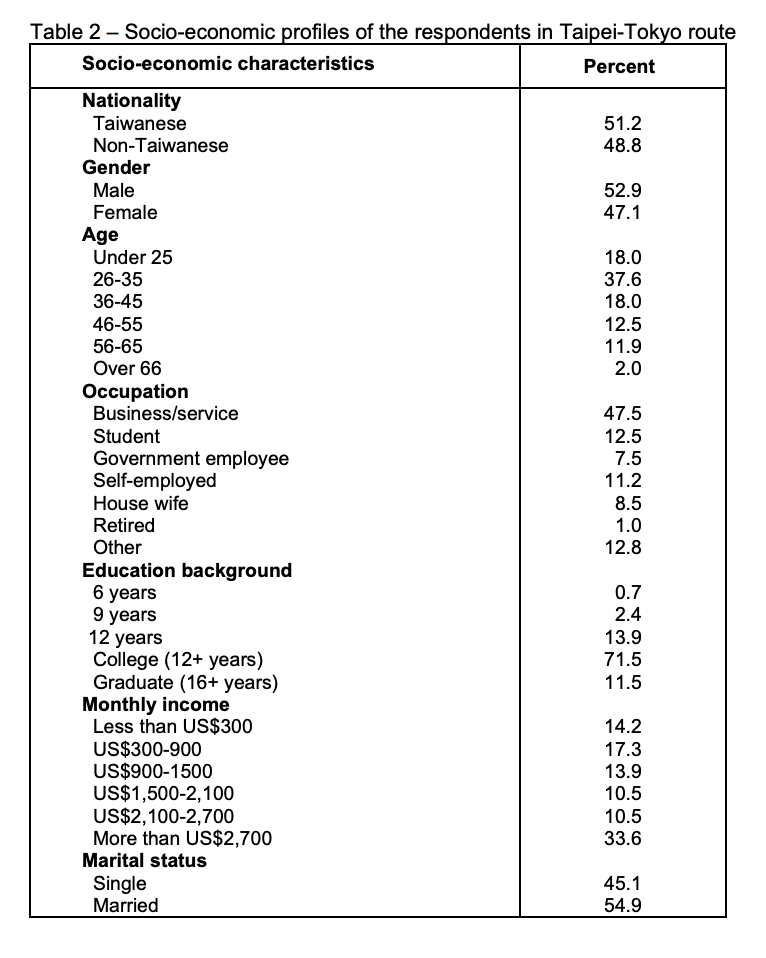 Table 2 – Socio-economic profiles of the respondents in Taipei-Tokyo route
Socio-economic characteristics Percent
Nationality
Taiwanese 51.2
Non-Taiwanese 48.8
Gender
Male 52.9
Female 47.1
Age
Under 25 18.0
26-35 37.6
36-45 18.0
46-55 12.5
56-65 11.9
Over 66 2.0
Occupation
Business/service 47.5
Student 12.5
Government employee 7.5
Self-employed 11.2
House wife 8.5
Retired 1.0
Other 12.8
Education background
6 years 0.7
9 years 2.4
12 years 13.9
College (12+ years) 71.5
Graduate (16+ years) 11.5
Monthly income
Less than US$300 14.2
US$300-900 17.3
US$900-1500 13.9
US$1,500-2,100 10.5
US$2,100-2,700 10.5
More than US$2,700 33.6
Marital status
Single 45.1
Married 54.9